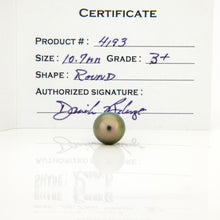 CERTIFICATE
PRODUCT #: 4193
SIZE: 10.7mm GRADE: B+
SHAPE: ROUND
AUTHORIZED SIGNATURE: